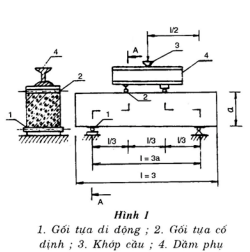 l/2
A
3
4
4
2
2
1
1
a
l/3
l/3
l/3
l = 3a
l = 3
A
Hình 1
1. Gối tựa di động ; 2. Gối tựa cố
định ; 3. Khớp cầu ; 4. Dầm phụ